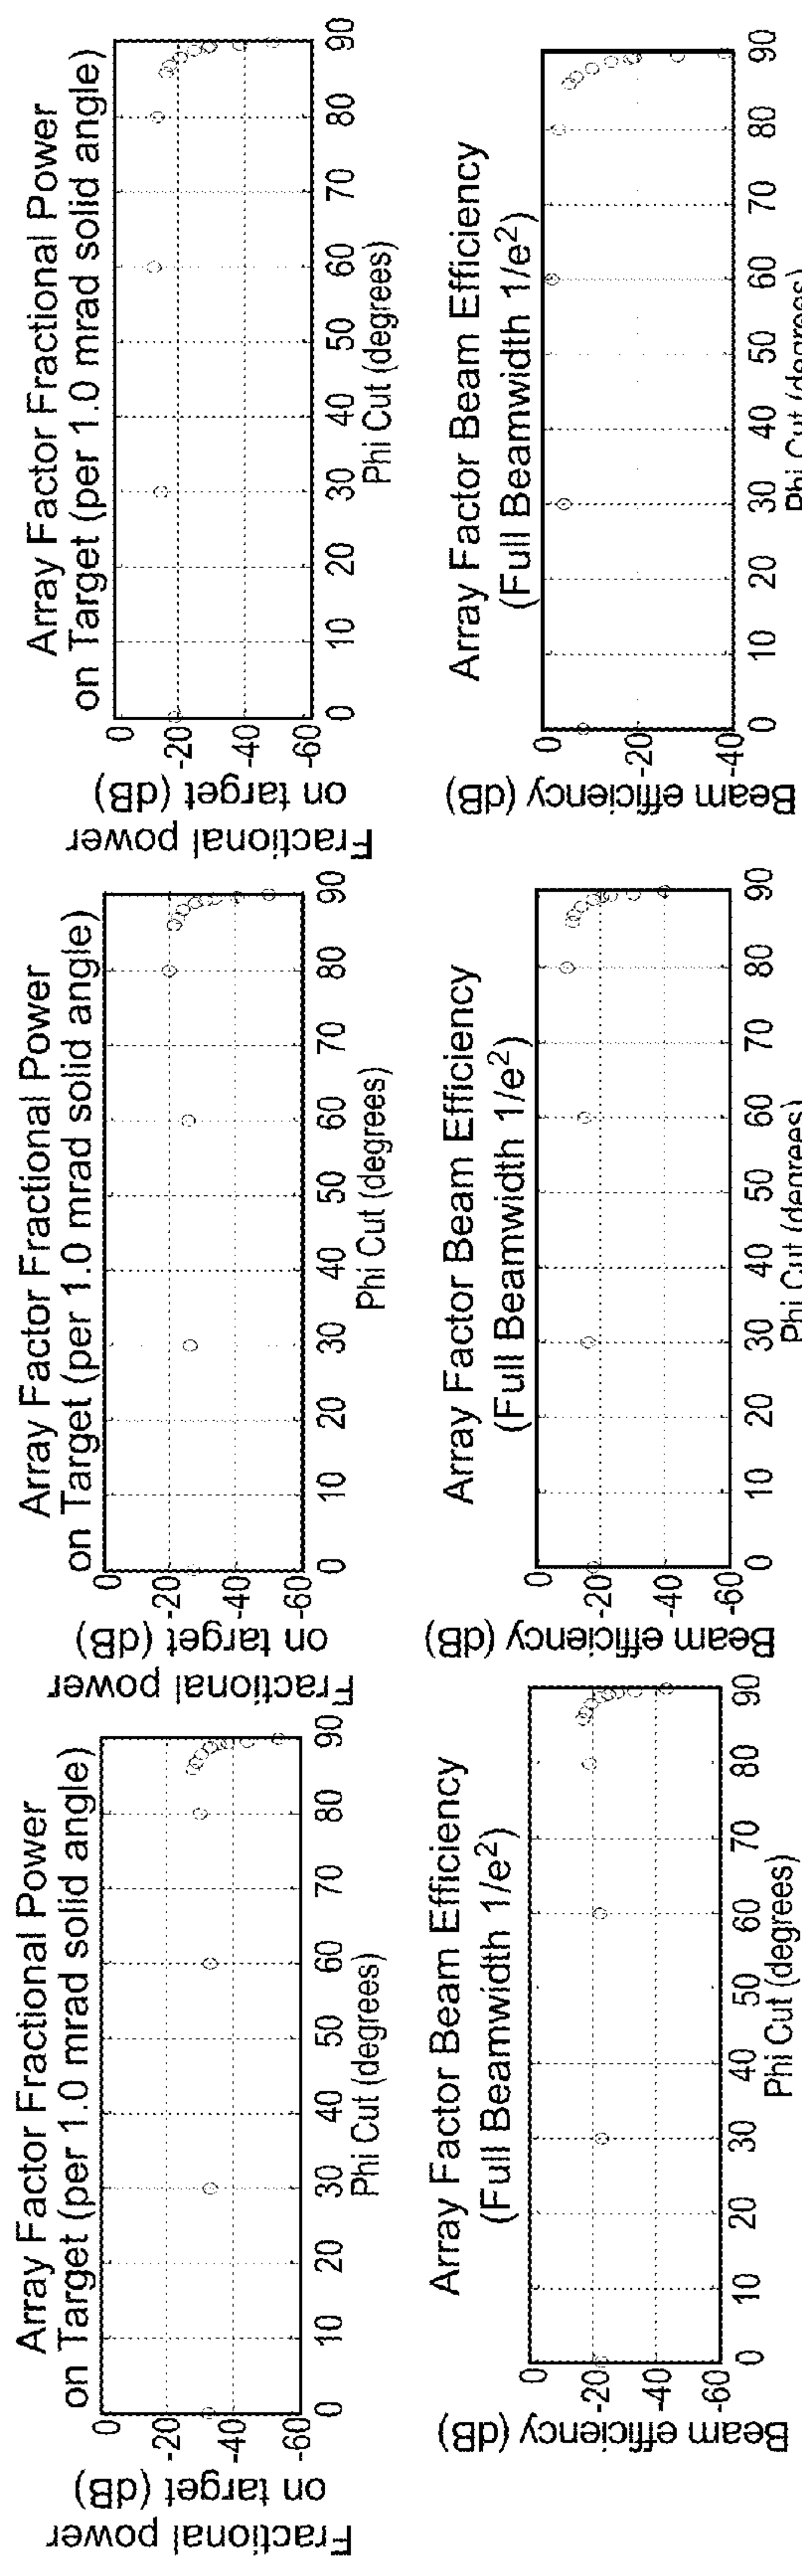 Array Factor Fractional Power
on Target (per 1.0 mrad solid angle)
Fractional power
on target (dB)
0
-20
-40
-60
0 10 20 30 40 50 60 70 80 90
Phi Cut (degrees)
Array Factor Fractional Power
on Target (per 1.0 mrad solid angle)
Fractional power
on target (dB)
0
-20
-40
-60
0 10 20 30 40 50 60 70 80 90
Phi Cut (degrees)
Array Factor Fractional Power
on Target (per 1.0 mrad solid angle)
Fractional power
on target (dB)
0
-20
-40
-60
0 10 20 30 40 50 60 70 80 90
Phi Cut (degrees)
Array Factor Beam Efficiency
(Full Beamwidth 1/e²)
Beam efficiency (dB)
0
-20
-40
-60
0 10 20 30 40 50 60 70 80 90
Phi Cut (degrees)
Array Factor Beam Efficiency
(Full Beamwidth 1/e²)
Beam efficiency (dB)
0
-20
-40
-60
0 10 20 30 40 50 60 70 80 90
Phi Cut (degrees)
Array Factor Beam Efficiency
(Full Beamwidth 1/e²)
Beam efficiency (dB)
0
-20
-40
0 10 20 30 40 50 60 70 80 90
Phi Cut (degrees)